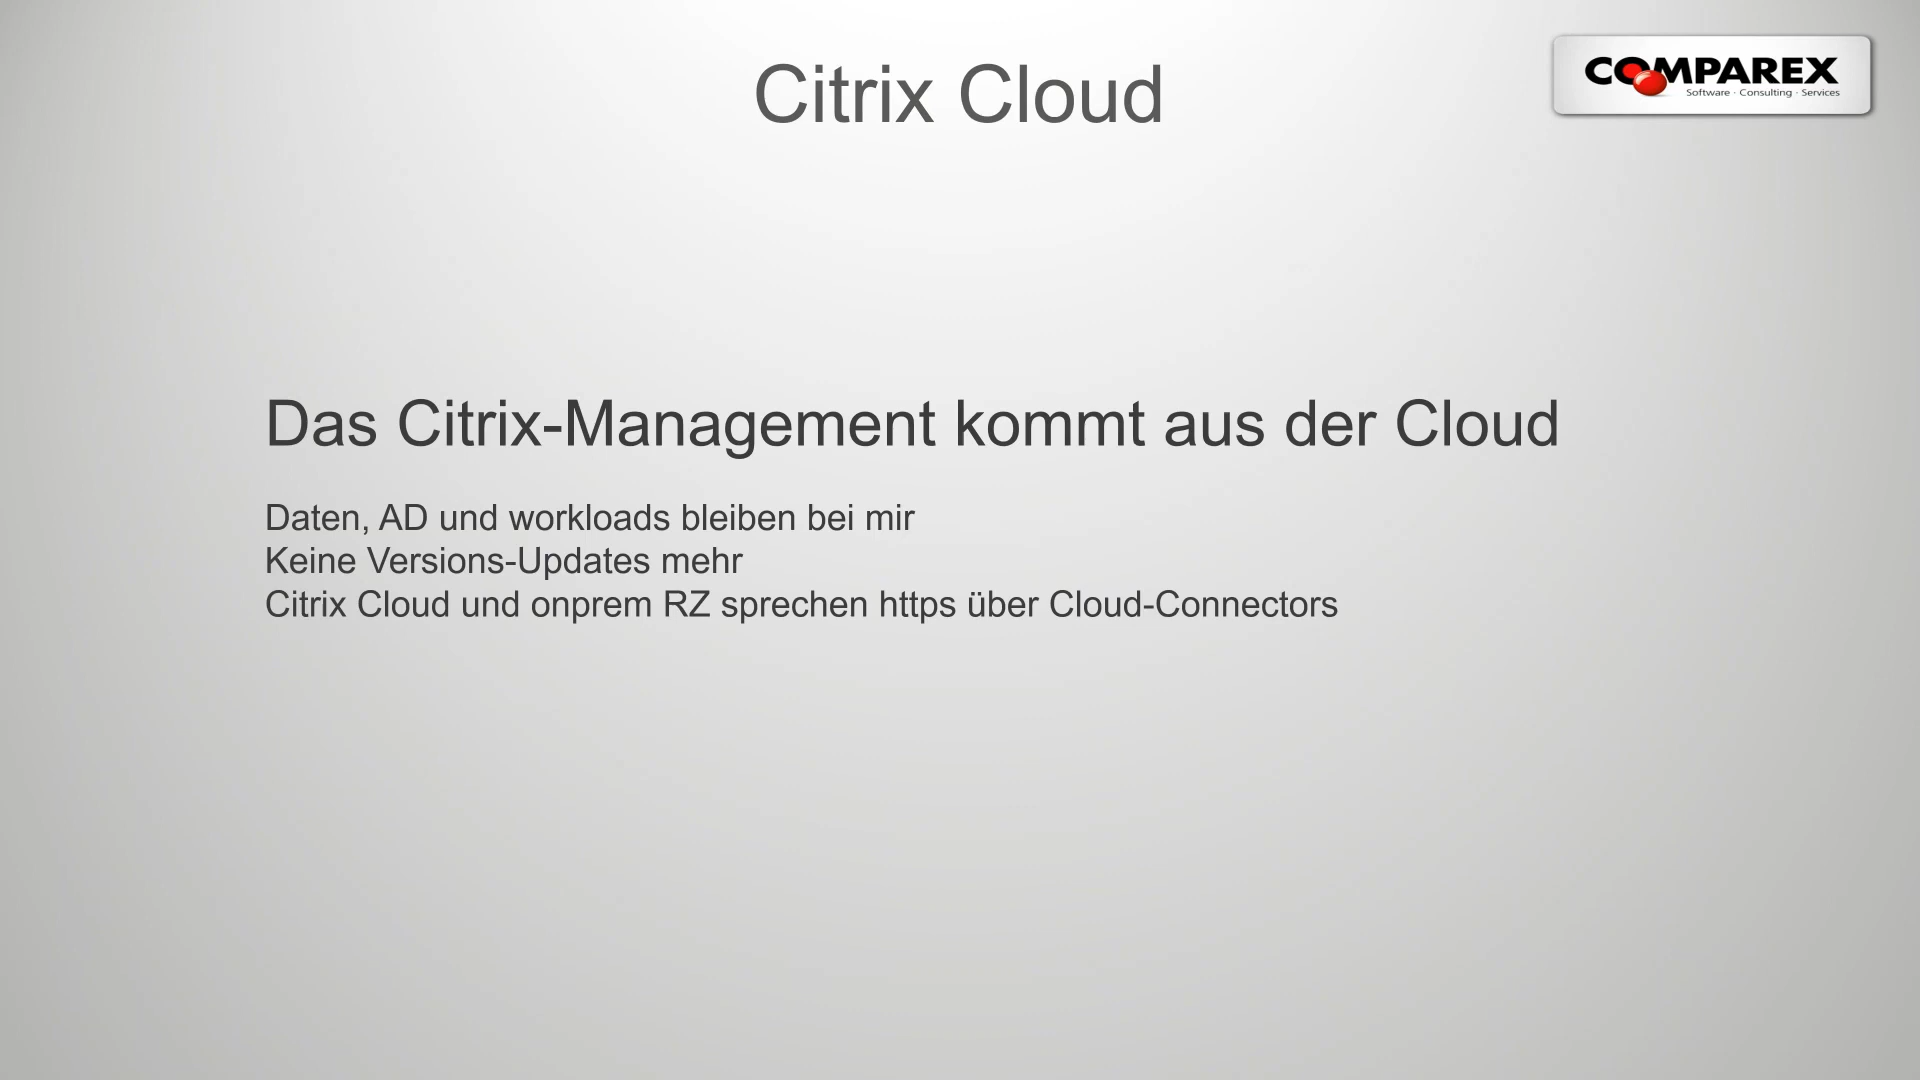 Citrix Cloud
COMPAREX
Software · Consulting · Services
Das Citrix-Management kommt aus der Cloud
Daten, AD und workloads bleiben bei mir
Keine Versions-Updates mehr
Citrix Cloud und onprem RZ sprechen https über Cloud-Connectors